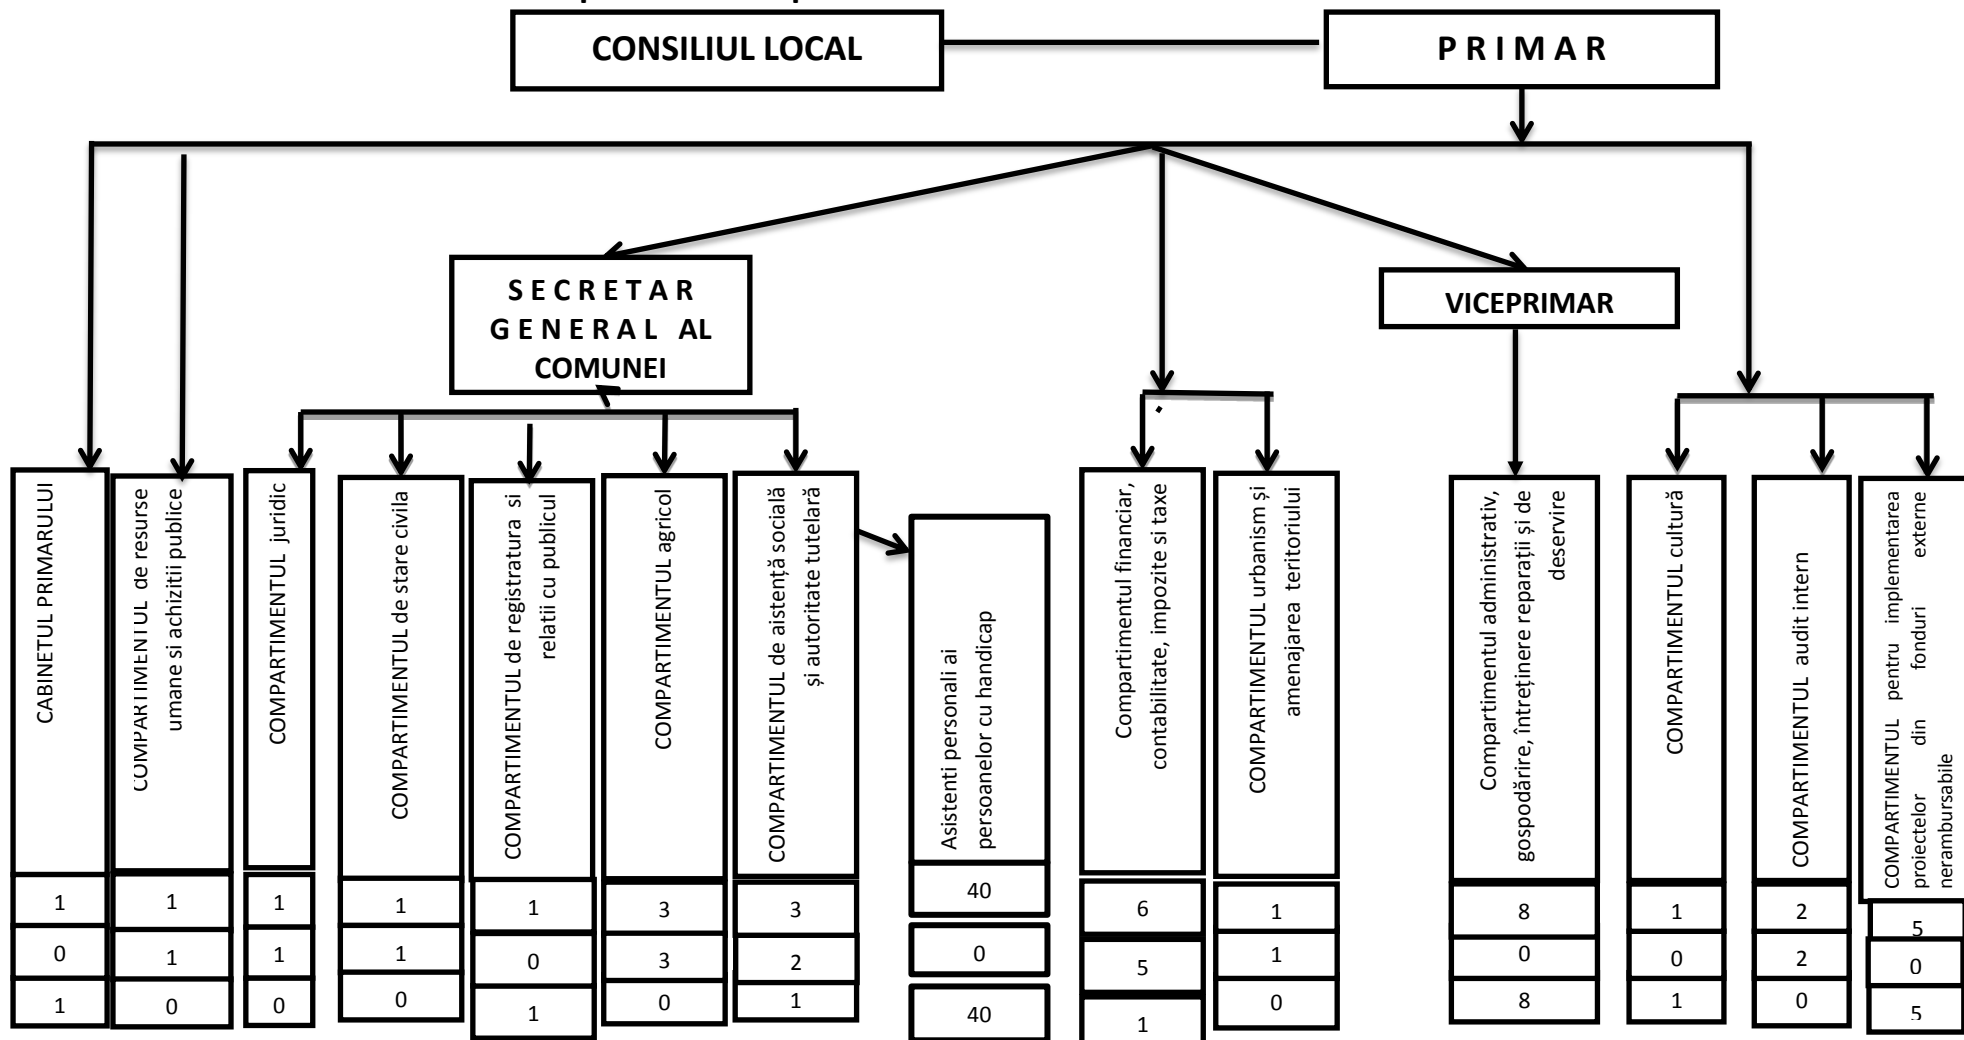 CONSILIUL LOCAL
P R I M A R
S E C R E T A R
G E N E R A L AL
COMUNEI
VICEPRIMAR
CABINETUL PRIMARULUI
COMPARTIMENTUL de resurse
umane si achizitii publice
COMPARTIMENTUL juridic
COMPARTIMENTUL de stare civila
COMPARTIMENTUL de registratura si
relatii cu publicul
COMPARTIMENTUL agricol
COMPARTIMENTUL de aistență socială
și autoritate tutelară
Asistenti personali ai
persoanelor cu handicap
Compartimentul financiar,
contabilitate, impozite si taxe
COMPARTIMENTUL urbanism și
amenajarea teritoriului
Compartimentul administrativ,
gospodărire, întreținere reparații și de
deservire
COMPARTIMENTUL cultură
COMPARTIMENTUL audit intern
COMPARTIMENTUL pentru implementarea
proiectelor din fonduri externe
nerambursabile
1 1 1 1 1 3 3 40 6 1 8 1 2 5
0 1 1 1 0 3 2 0 5 1 0 0 2 0
1 0 0 0 1 0 1 40 1 0 8 1 0 5